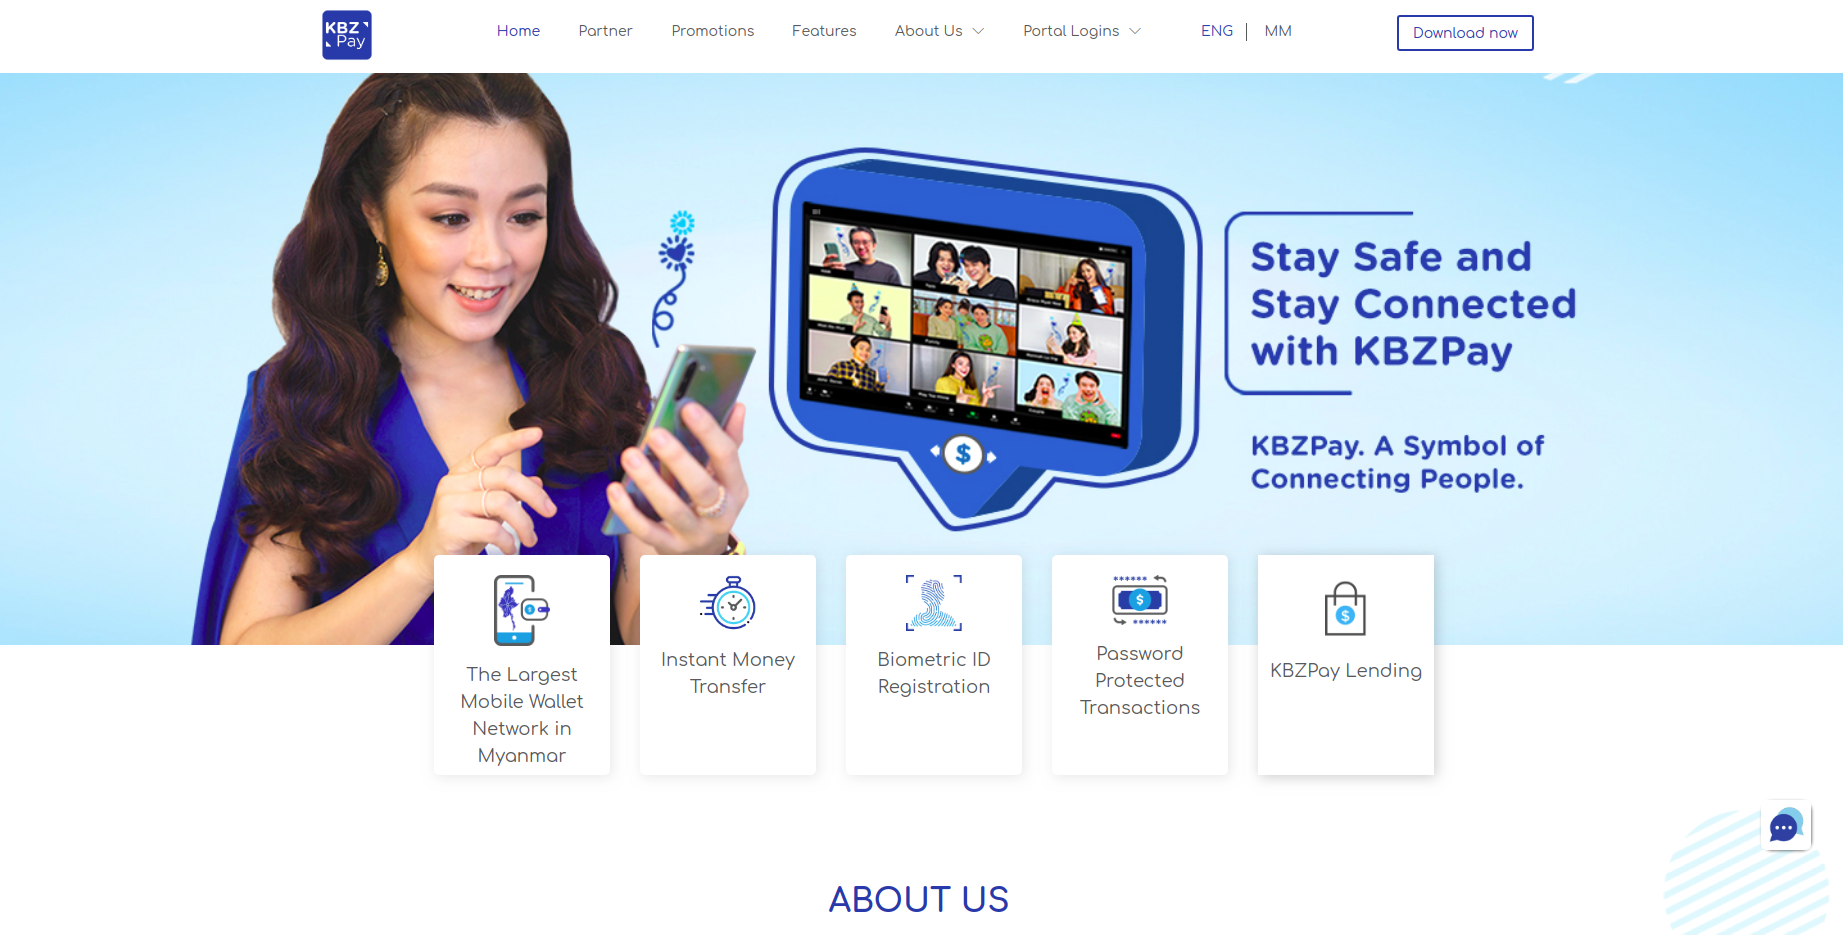 KBZ
Pay
Home
Partner
Promotions
Features
About Us
Portal Logins
ENG
MM
Download now
Stay Safe and
Stay Connected
with KBZPay
KBZPay. A Symbol of
Connecting People.
The Largest
Mobile Wallet
Network in
Myanmar
Instant Money
Transfer
Biometric ID
Registration
Password
Protected
Transactions
KBZPay Lending
ABOUT US